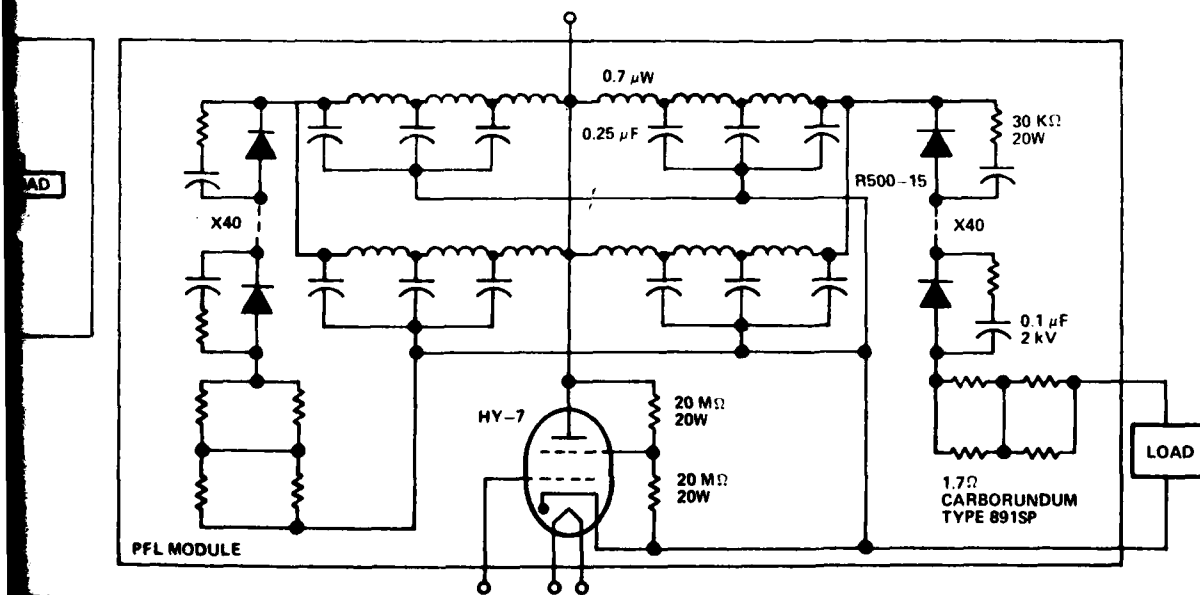 0.7 μW
0.25 μF
30 KΩ
20W
R500-15
AD
X40
X40
0.1 μF
2 kV
HY-7
20 MΩ
20W
20 MΩ
20W
LOAD
1.7Ω
CARBORUNDUM
TYPE 891SP
PFL MODULE